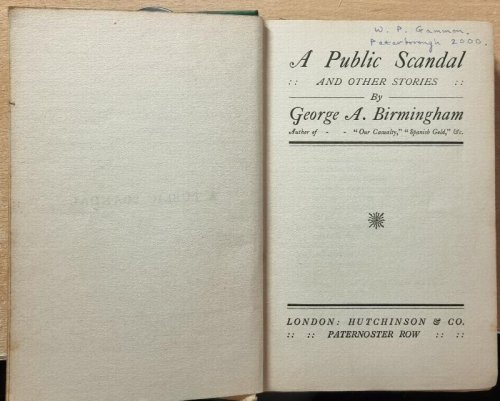 W. P. Gammon,
Peterborough 2000.
A Public Scandal
:: AND OTHER STORIES ::
By
George A. Birmingham
Author of - - "Our Casualty," "Spanish Gold," &c.
LONDON: HUTCHINSON & CO.
:: :: PATERNOSTER ROW :: ::